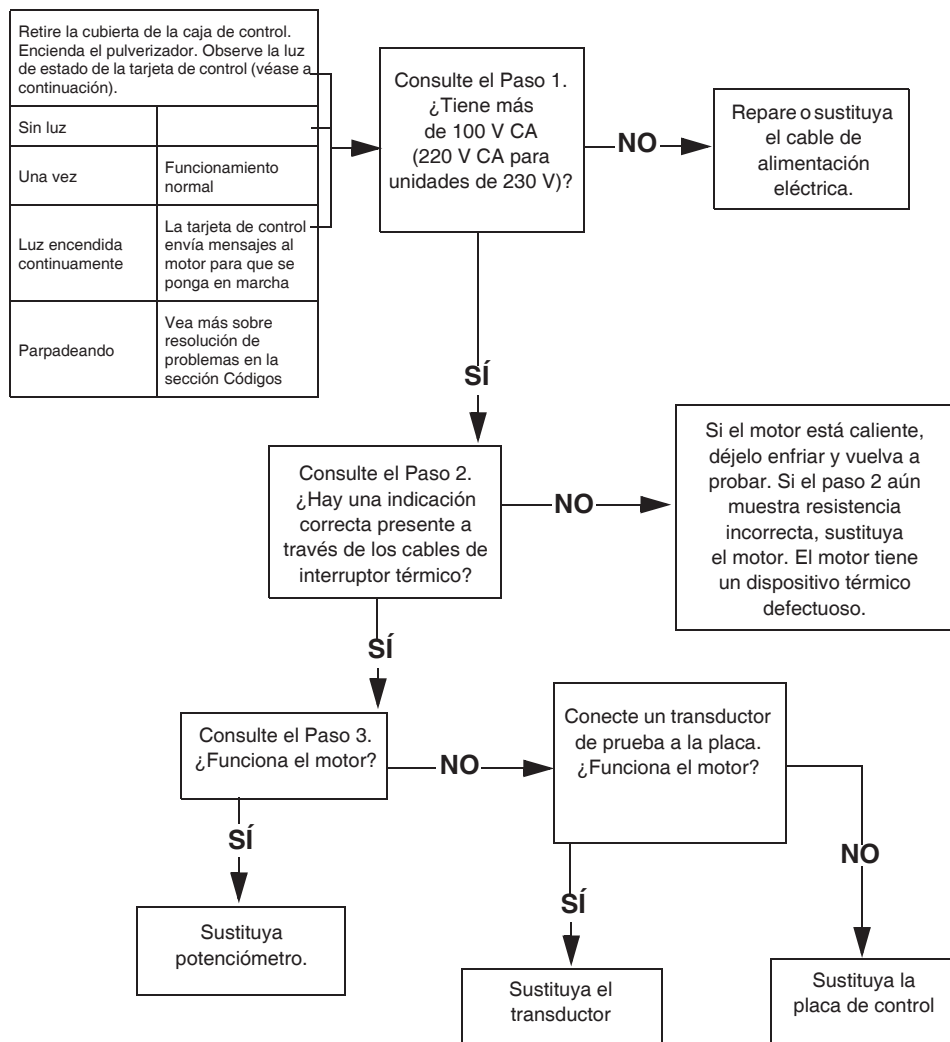 Retire la cubierta de la caja de control.
Encienda el pulverizador. Observe la luz
de estado de la tarjeta de control (véase a
continuación).
Sin luz
Una vez
Funcionamiento
normal
Luz encendida
continuamente
La tarjeta de control
envía mensajes al
motor para que se
ponga en marcha
Parpadeando
Vea más sobre
resolución de
problemas en la
sección Códigos
Consulte el Paso 1.
¿Tiene más
de 100 V CA
(220 V CA para
unidades de 230 V)?
NO
Repare o sustituya
el cable de
alimentación
eléctrica.
SÍ
Consulte el Paso 2.
¿Hay una indicación
correcta presente a
través de los cables de
interruptor térmico?
NO
Si el motor está caliente,
déjelo enfriar y vuelva a
probar. Si el paso 2 aún
muestra resistencia
incorrecta, sustituya
el motor. El motor tiene
un dispositivo térmico
defectuoso.
SÍ
Consulte el Paso 3.
¿Funciona el motor?
NO
Conecte un transductor
de prueba a la placa.
¿Funciona el motor?
SÍ
Sustituya
potenciómetro.
SÍ
Sustituya el
transductor
NO
Sustituya la
placa de control